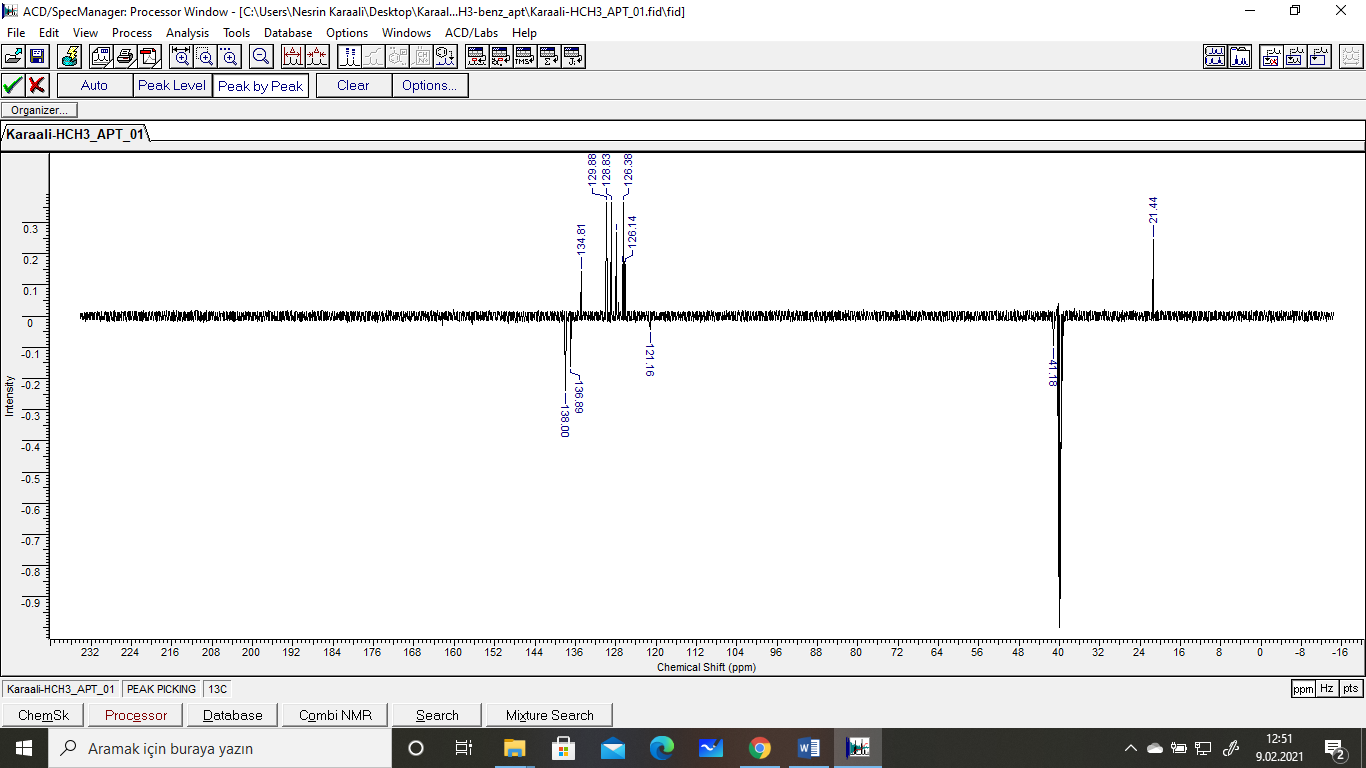 ACD/SpecManager: Processor Window - [C:\Users\Nesrin Karaali\Desktop\Karaal...H3-benz_apt\Karaali-HCH3_APT_01.fid\fid]
File Edit View Process Analysis Tools Database Options Windows ACD/Labs Help
Auto Peak Level Peak by Peak Clear Options...
Organizer...
Karaali-HCH3_APT_01
129.88
128.83
126.38
126.14
134.81
21.44
138.00
136.89
121.16
41.18
0.3
0.2
0.1
0
-0.1
-0.2
-0.3
-0.4
-0.5
-0.6
-0.7
-0.8
-0.9
Intensity
232 224 216 208 200 192 184 176 168 160 152 144 136 128 120 112 104 96 88 80 72 64 56 48 40 32 24 16 8 0 -8 -16
Chemical Shift (ppm)
Karaali-HCH3_APT_01 PEAK PICKING 13C ppm Hz pts
ChemSk Processor Database Combi NMR Search Mixture Search
Aramak için buraya yazın
12:51
9.02.2021
2